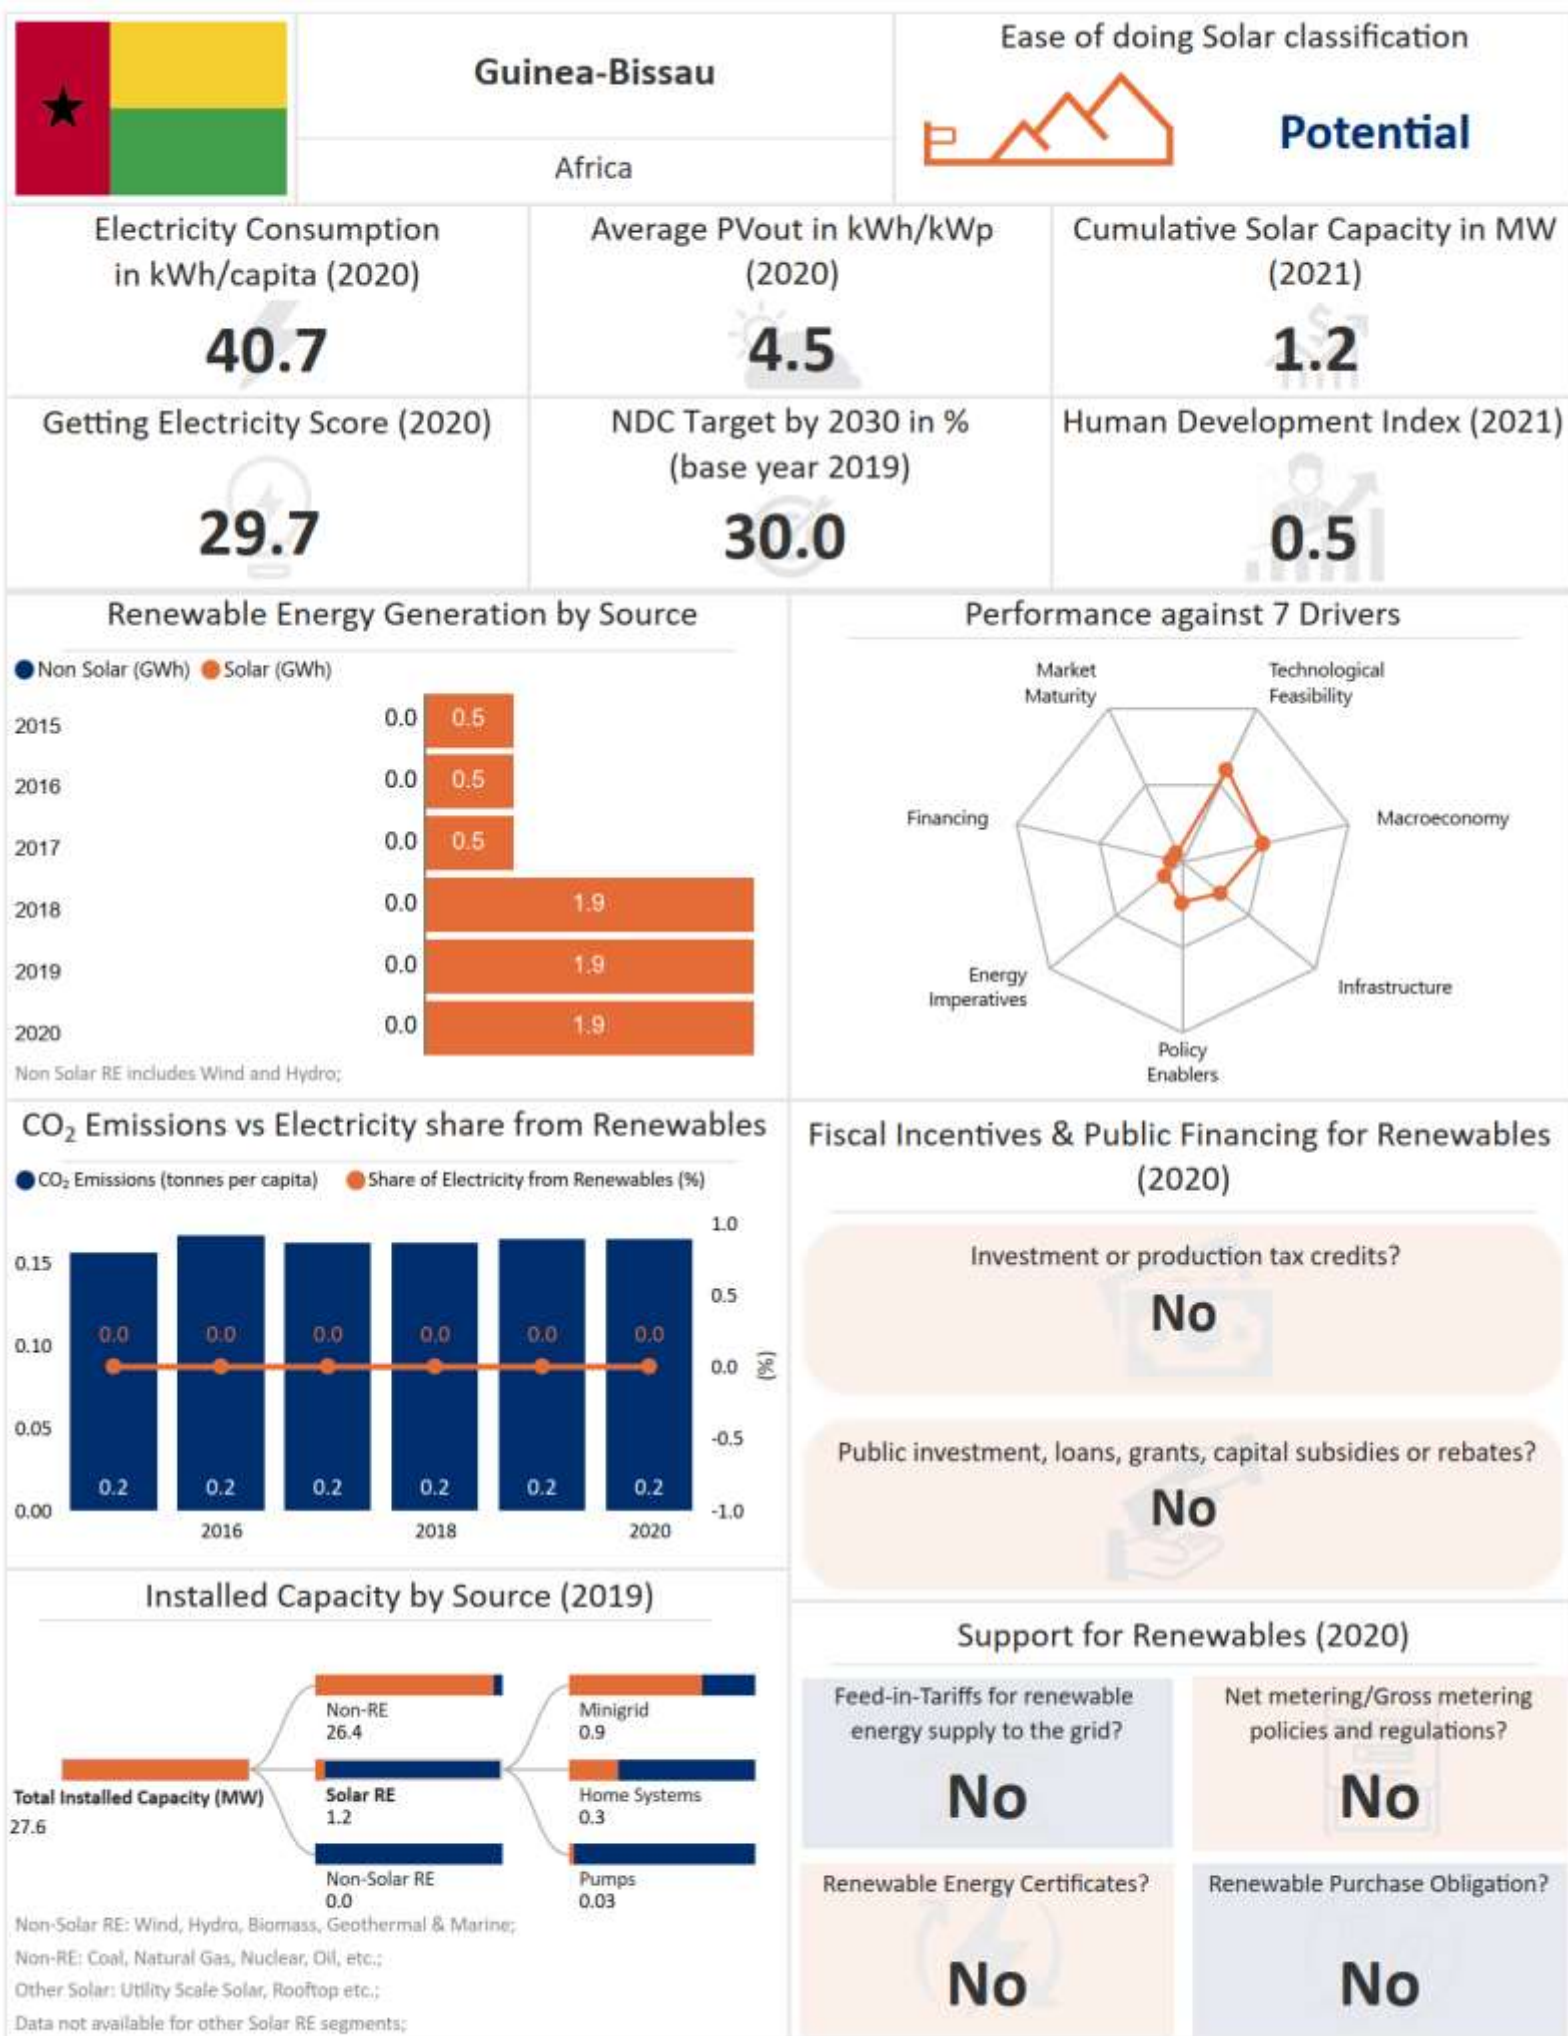 Guinea-Bissau
Africa
Ease of doing Solar classification
Potential
Electricity Consumption
in kWh/capita (2020)
40.7
Average PVout in kWh/kWp
(2020)
4.5
Cumulative Solar Capacity in MW
(2021)
1.2
Getting Electricity Score (2020)
29.7
NDC Target by 2030 in %
(base year 2019)
30.0
Human Development Index (2021)
0.5
Renewable Energy Generation by Source
Non Solar (GWh) Solar (GWh)
2015 0.0 0.5
2016 0.0 0.5
2017 0.0 0.5
2018 0.0 1.9
2019 0.0 1.9
2020 0.0 1.9
Non Solar RE includes Wind and Hydro;
Performance against 7 Drivers
Market
Maturity
Technological
Feasibility
Financing
Macroeconomy
Energy
Imperatives
Infrastructure
Policy
Enablers
CO₂ Emissions vs Electricity share from Renewables
CO₂ Emissions (tonnes per capita) Share of Electricity from Renewables (%)
1.0
0.15
0.5
0.0 0.0 0.0 0.0 0.0 0.0
0.10
0.0 (%)
0.05
-0.5
0.2 0.2 0.2 0.2 0.2 0.2
0.00 -1.0
2016 2018 2020
Fiscal Incentives & Public Financing for Renewables
(2020)
Investment or production tax credits?
No
Public investment, loans, grants, capital subsidies or rebates?
No
Installed Capacity by Source (2019)
Total Installed Capacity (MW)
27.6
Non-RE
26.4
Solar RE
1.2
Non-Solar RE
0.0
Minigrid
0.9
Home Systems
0.3
Pumps
0.03
Non-Solar RE: Wind, Hydro, Biomass, Geothermal & Marine;
Non-RE: Coal, Natural Gas, Nuclear, Oil, etc.;
Other Solar: Utility Scale Solar, Rooftop etc.;
Data not available for other Solar RE segments;
Support for Renewables (2020)
Feed-in-Tariffs for renewable
energy supply to the grid?
No
Net metering/Gross metering
policies and regulations?
No
Renewable Energy Certificates?
No
Renewable Purchase Obligation?
No